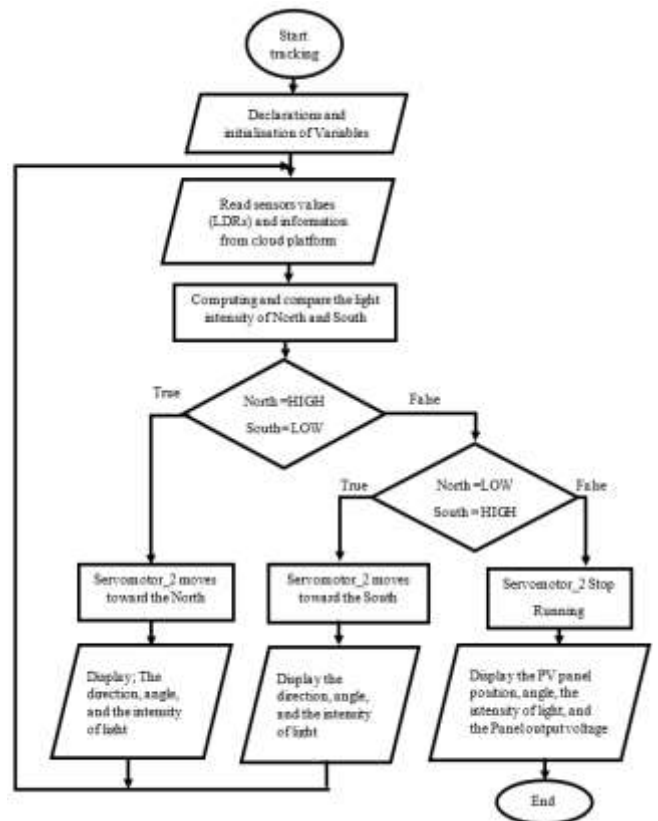 Start
tracking
Declarations and
initialisation of Variables
Read sensors values
(LDRs) and information
from cloud platform
Computing and compare the light
intensity of North and South
True
North =HIGH
South=LOW
False
True
North =LOW
South = HIGH
False
Servomotor_2 moves
toward the North
Servomotor_2 moves
toward the South
Servomotor_2 Stop
Running
Display; The
direction, angle,
and the intensity
of light
Display the
direction, angle,
and the intensity
of light
Display the PV panel
position, angle, the
intensity of light, and
the Panel output voltage
End